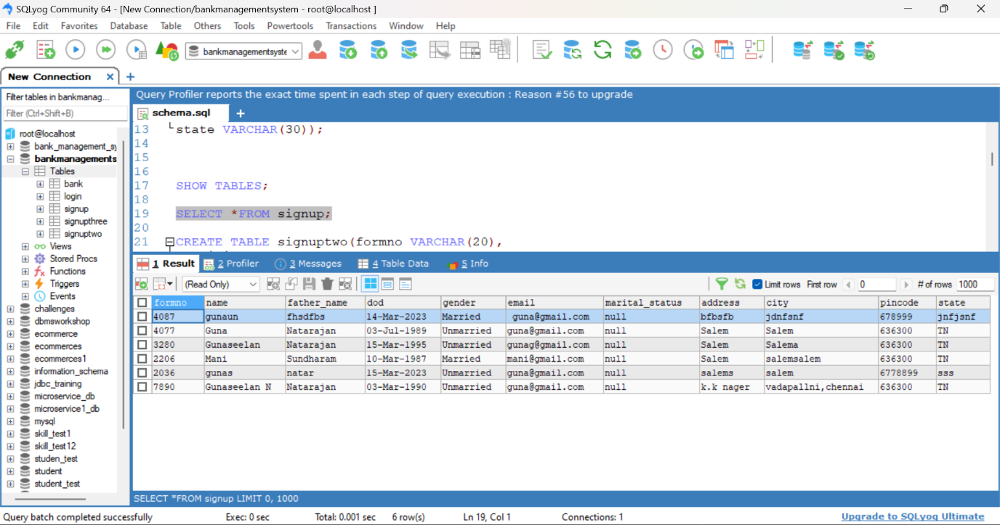 SQLyog Community 64 - [New Connection/bankmanagementsystem - root@localhost ]
File Edit Favorites Database Table Others Tools Powertools Transactions Window Help
bankmanagementsyste
New Connection × +
Filter tables in bankmanag...
Filter (Ctrl+Shift+B)
root@localhost
bank_management_sy
bankmanagements
Tables
bank
login
signup
signupthree
signuptwo
Views
Stored Procs
Functions
Triggers
Events
challenges
dbmsworkshop
ecommerce
ecommerces
ecommerces1
information_schema
jdbc_training
microservice_db
microservice1_db
mysql
skill_test1
skill_test12
studen_test
student
student_test
Query Profiler reports the exact time spent in each step of query execution : Reason #56 to upgrade
schema.sql +
13 state VARCHAR(30));
14
15
16
17 SHOW TABLES;
18
19 SELECT *FROM signup;
20
21 CREATE TABLE signuptwo(formno VARCHAR(20),
1 Result 2 Profiler 3 Messages 4 Table Data 5 Info
(Read Only) Limit rows First row 0 # of rows 1000
formno name father_name dod gender email marital_status address city pincode state
4087 gunaun fhsdfbs 14-Mar-2023 Married guna@gmail.com null bfbsfb jdnfsnf 678999 jnfjsnf
4077 Guna Natarajan 03-Jul-1989 Unmarried guna@gmail.com null Salem Salem 636300 TN
3280 Gunaseelan Natarajan 15-Mar-1995 Unmarried gunag@gmail.com null Salem Salema 636300 TN
2206 Mani Sundharam 10-Mar-1987 Married mani@gmail.com null Salem salemsalem 636300 TN
2036 gunas natar 15-Mar-2023 Unmarried guna@gmail.com null salems salem 6778899 sss
7890 Gunaseelan N Natarajan 03-Mar-1990 Unmarried guna@gmail.com null k.k nager vadapallni,chennai 636300 TN
SELECT *FROM signup LIMIT 0, 1000
Query batch completed successfully Exec: 0 sec Total: 0.001 sec 6 row(s) Ln 19, Col 1 Connections: 1 Upgrade to SQLyog Ultimate